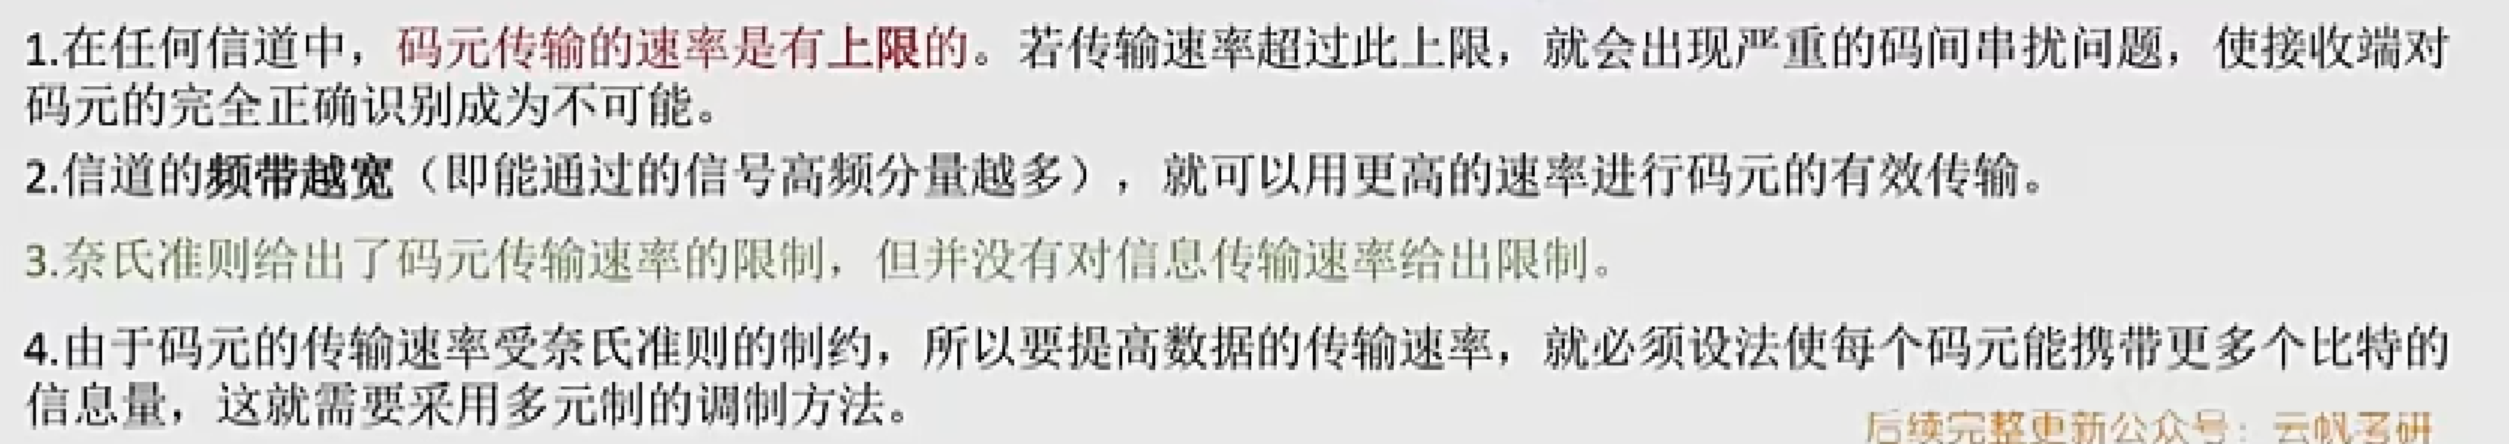 1.在任何信道中，码元传输的速率是有上限的。若传输速率超过此上限，就会出现严重的码间串扰问题，使接收端对
码元的完全正确识别成为不可能。
2.信道的频带越宽（即能通过的信号高频分量越多），就可以用更高的速率进行码元的有效传输。
3.奈氏准则给出了码元传输速率的限制，但并没有对信息传输速率给出限制。
4.由于码元的传输速率受奈氏准则的制约，所以要提高数据的传输速率，就必须设法使每个码元能携带更多个比特的
信息量，这就需要采用多元制的调制方法。
后续完整更新公众号：云帆考研